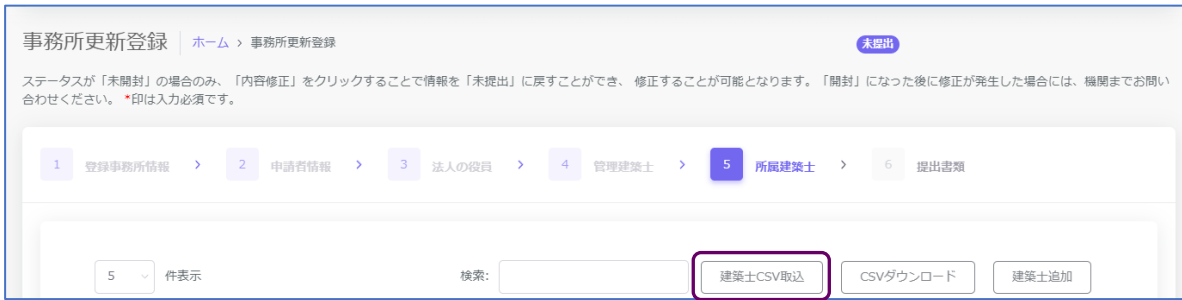 事務所更新登録 ホーム > 事務所更新登録 未提出
ステータスが「未開封」の場合のみ、「内容修正」をクリックすることで情報を「未提出」に戻すことができ、 修正することが可能となります。「開封」になった後に修正が発生した場合には、機関までお問い
合わせください。 *印は入力必須です。
1 登録事務所情報 > 2 申請者情報 > 3 法人の役員 > 4 管理建築士 > 5 所属建築士 > 6 提出書類
5 件表示 検索: 建築士CSV取込 CSVダウンロード 建築士追加